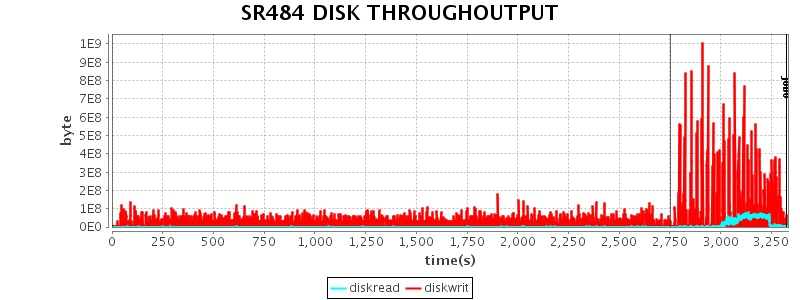 SR484 DISK THROUGHOUTPUT
1E9
9E8
8E8
7E8
6E8
5E8
4E8
3E8
2E8
1E8
0E0
byte
0 250 500 750 1,000 1,250 1,500 1,750 2,000 2,250 2,500 2,750 3,000 3,250
time(s)
diskread diskwrit